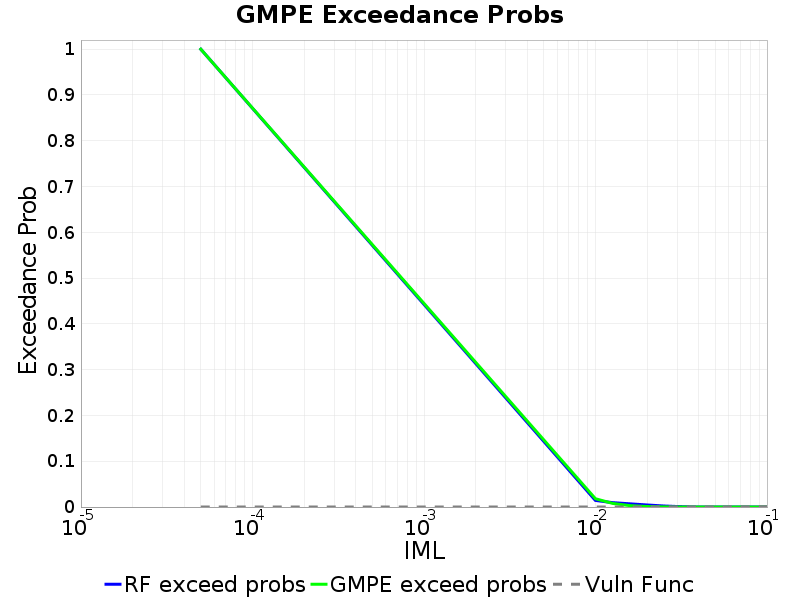 GMPE Exceedance Probs
Exceedance Prob
1
0.9
0.8
0.7
0.6
0.5
0.4
0.3
0.2
0.1
0
10-5 10-4 10-3 10-2 10-1
IML
RF exceed probs GMPE exceed probs Vuln Func